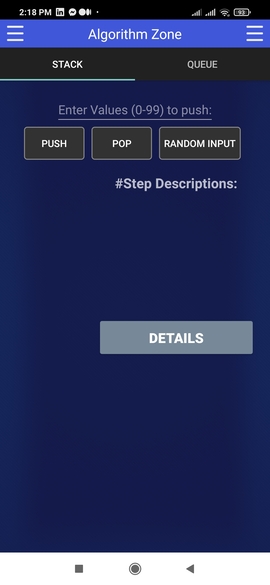 2:18 PM
93
Algorithm Zone
STACK
QUEUE
Enter Values (0-99) to push:
PUSH
POP
RANDOM INPUT
#Step Descriptions:
DETAILS